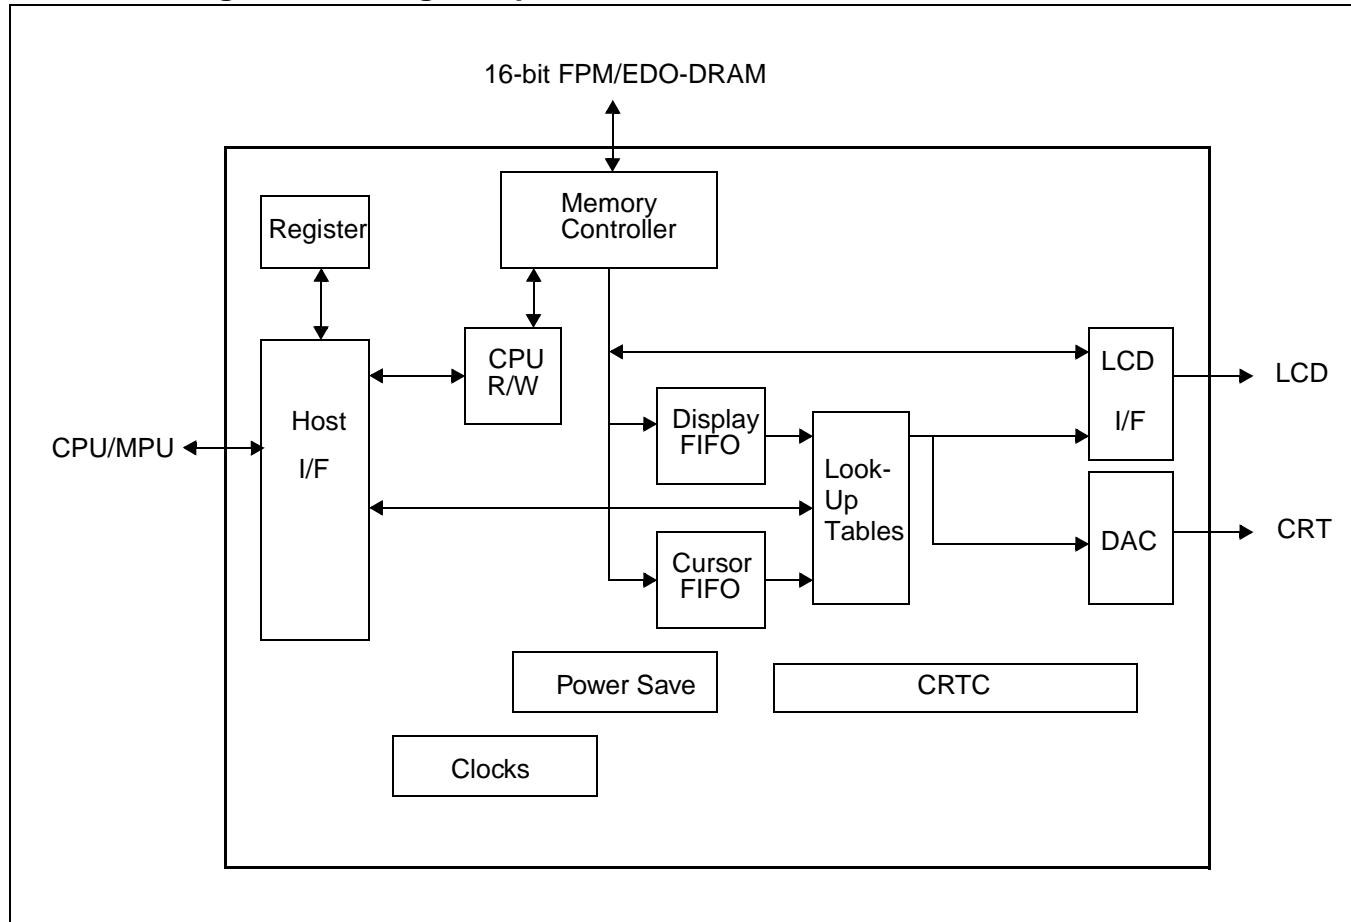 16-bit FPM/EDO-DRAM
Memory
Controller
Register
CPU
R/W
LCD
I/F
LCD
Host
I/F
CPU/MPU
Display
FIFO
Look-
Up
Tables
DAC
CRT
Cursor
FIFO
Power Save
CRTC
Clocks